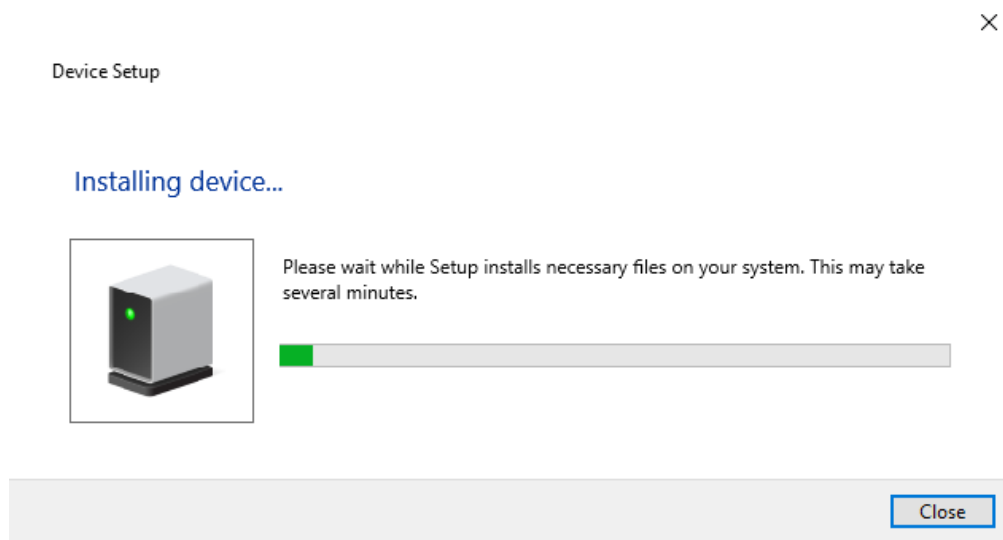 Device Setup
Installing device...
Please wait while Setup installs necessary files on your system. This may take
several minutes.
Close